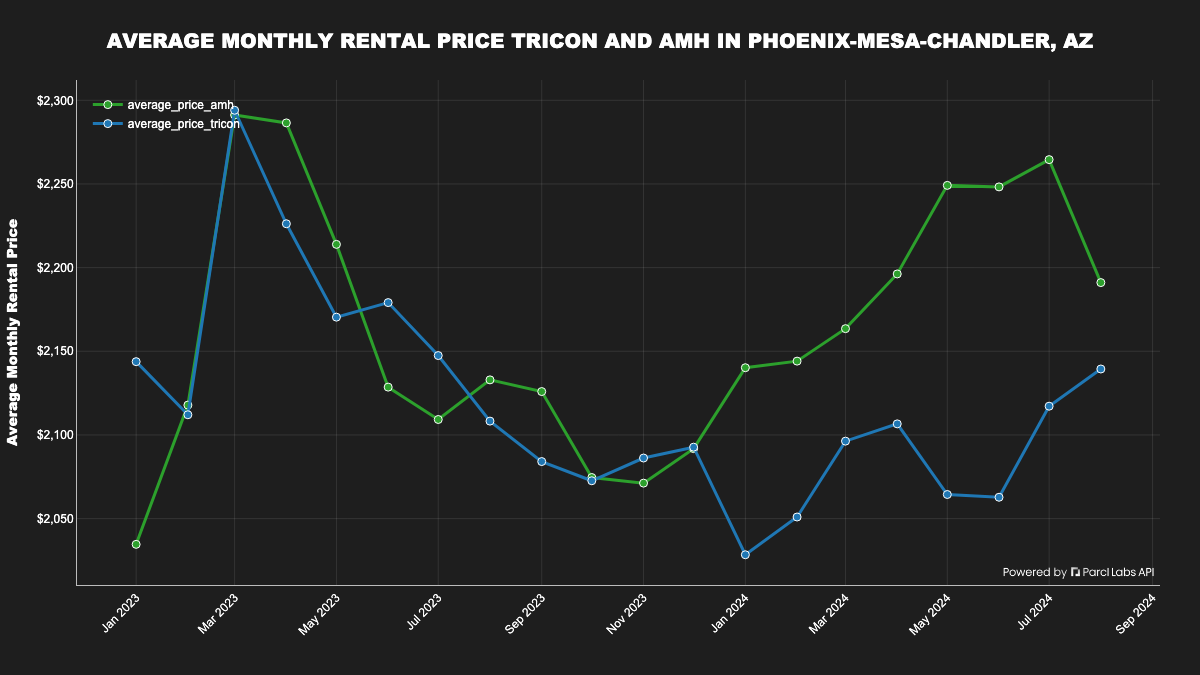 AVERAGE MONTHLY RENTAL PRICE TRICON AND AMH IN PHOENIX-MESA-CHANDLER, AZ
average_price_amh
average_price_tricon
Average Monthly Rental Price
$2,300
$2,250
$2,200
$2,150
$2,100
$2,050
Powered by Parcl Labs API
Jan 2023
Mar 2023
May 2023
Jul 2023
Sep 2023
Nov 2023
Jan 2024
Mar 2024
May 2024
Jul 2024
Sep 2024